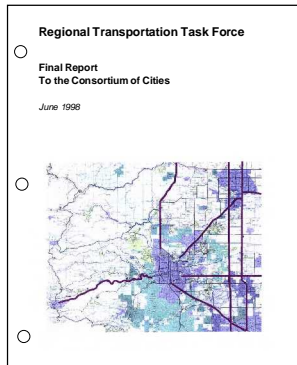 Regional Transportation Task Force
Final Report
To the Consortium of Cities
June 1998